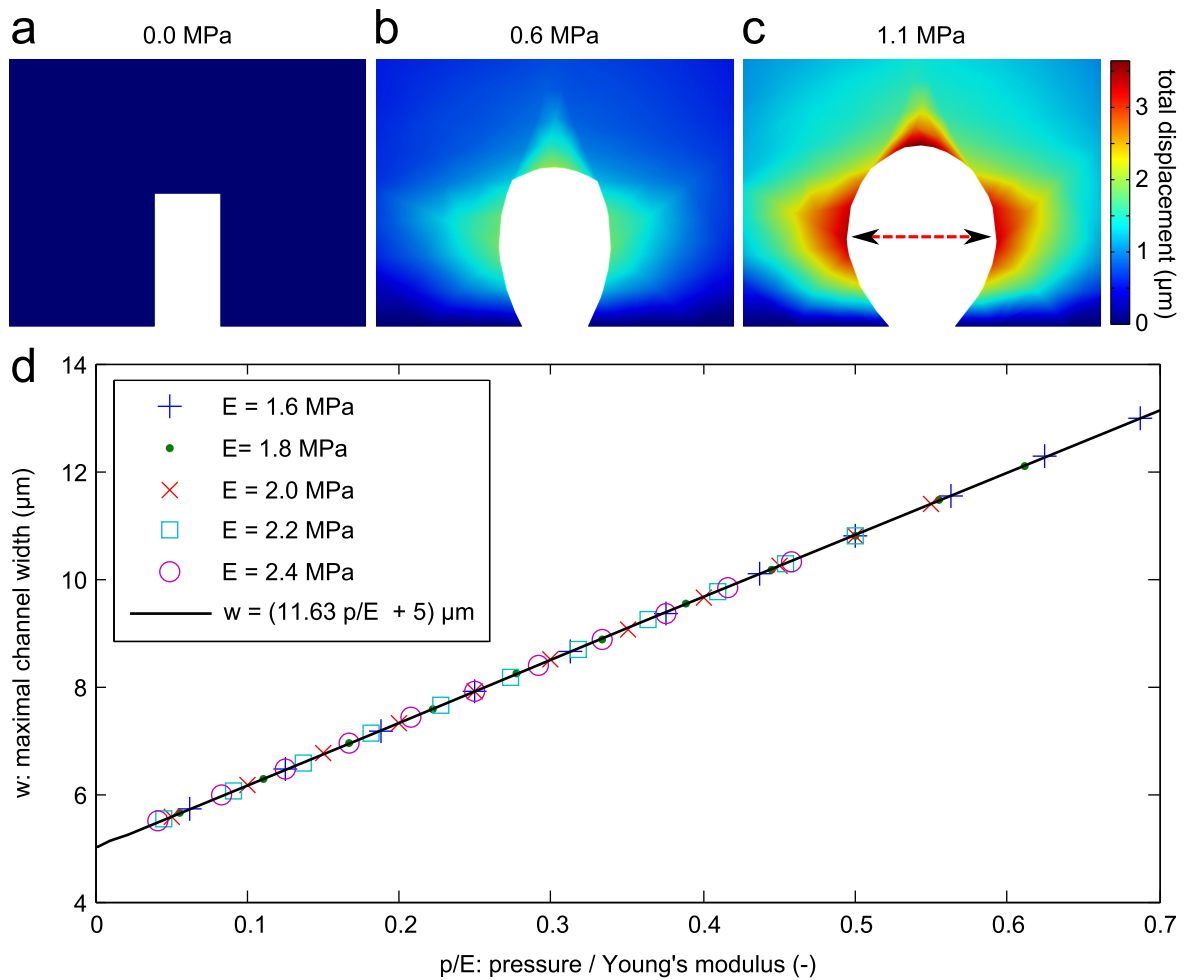 a
0.0 MPa
b
0.6 MPa
c
1.1 MPa
3
2
1
0
total displacement (μm)
d
14
12
10
8
6
4
w: maximal channel width (μm)
E = 1.6 MPa
E= 1.8 MPa
E = 2.0 MPa
E = 2.2 MPa
E = 2.4 MPa
w = (11.63 p/E + 5) μm
0 0.1 0.2 0.3 0.4 0.5 0.6 0.7
p/E: pressure / Young's modulus (-)